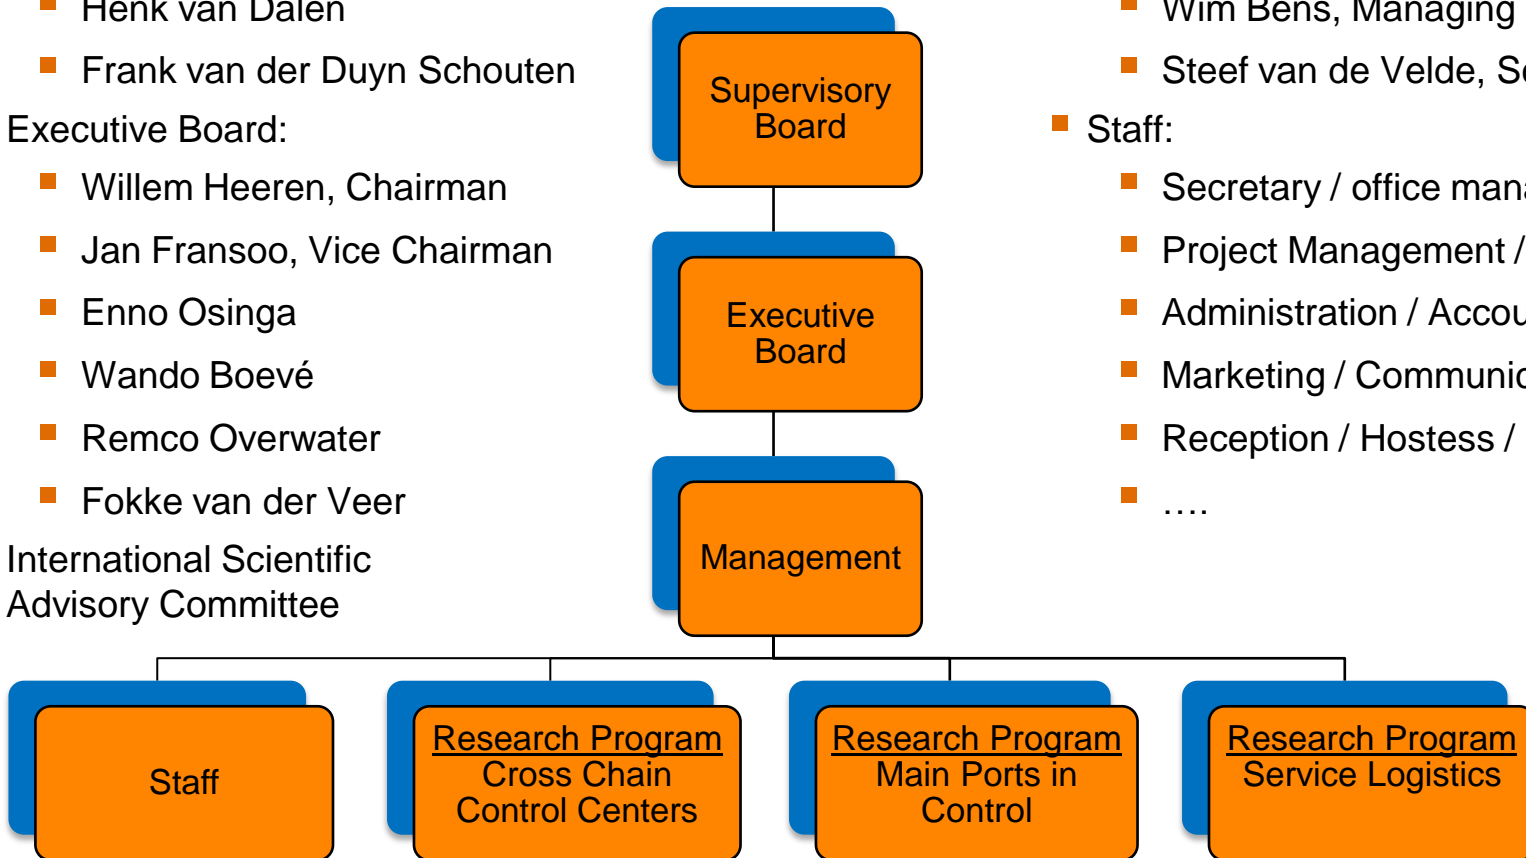 Henk van Dalen
Frank van der Duyn Schouten
Executive Board:
Willem Heeren, Chairman
Jan Fransoo, Vice Chairman
Enno Osinga
Wando Boevé
Remco Overwater
Fokke van der Veer
International Scientific
Advisory Committee
Supervisory
Board
Executive
Board
Management
Wim Bens, Managing
Steef van de Velde,
Staff:
Secretary / office
Project Management /
Administration /
Marketing /
Reception / Hostess /
….
Staff
Research Program
Cross Chain
Control Centers
Research Program
Main Ports in
Control
Research Program
Service Logistics